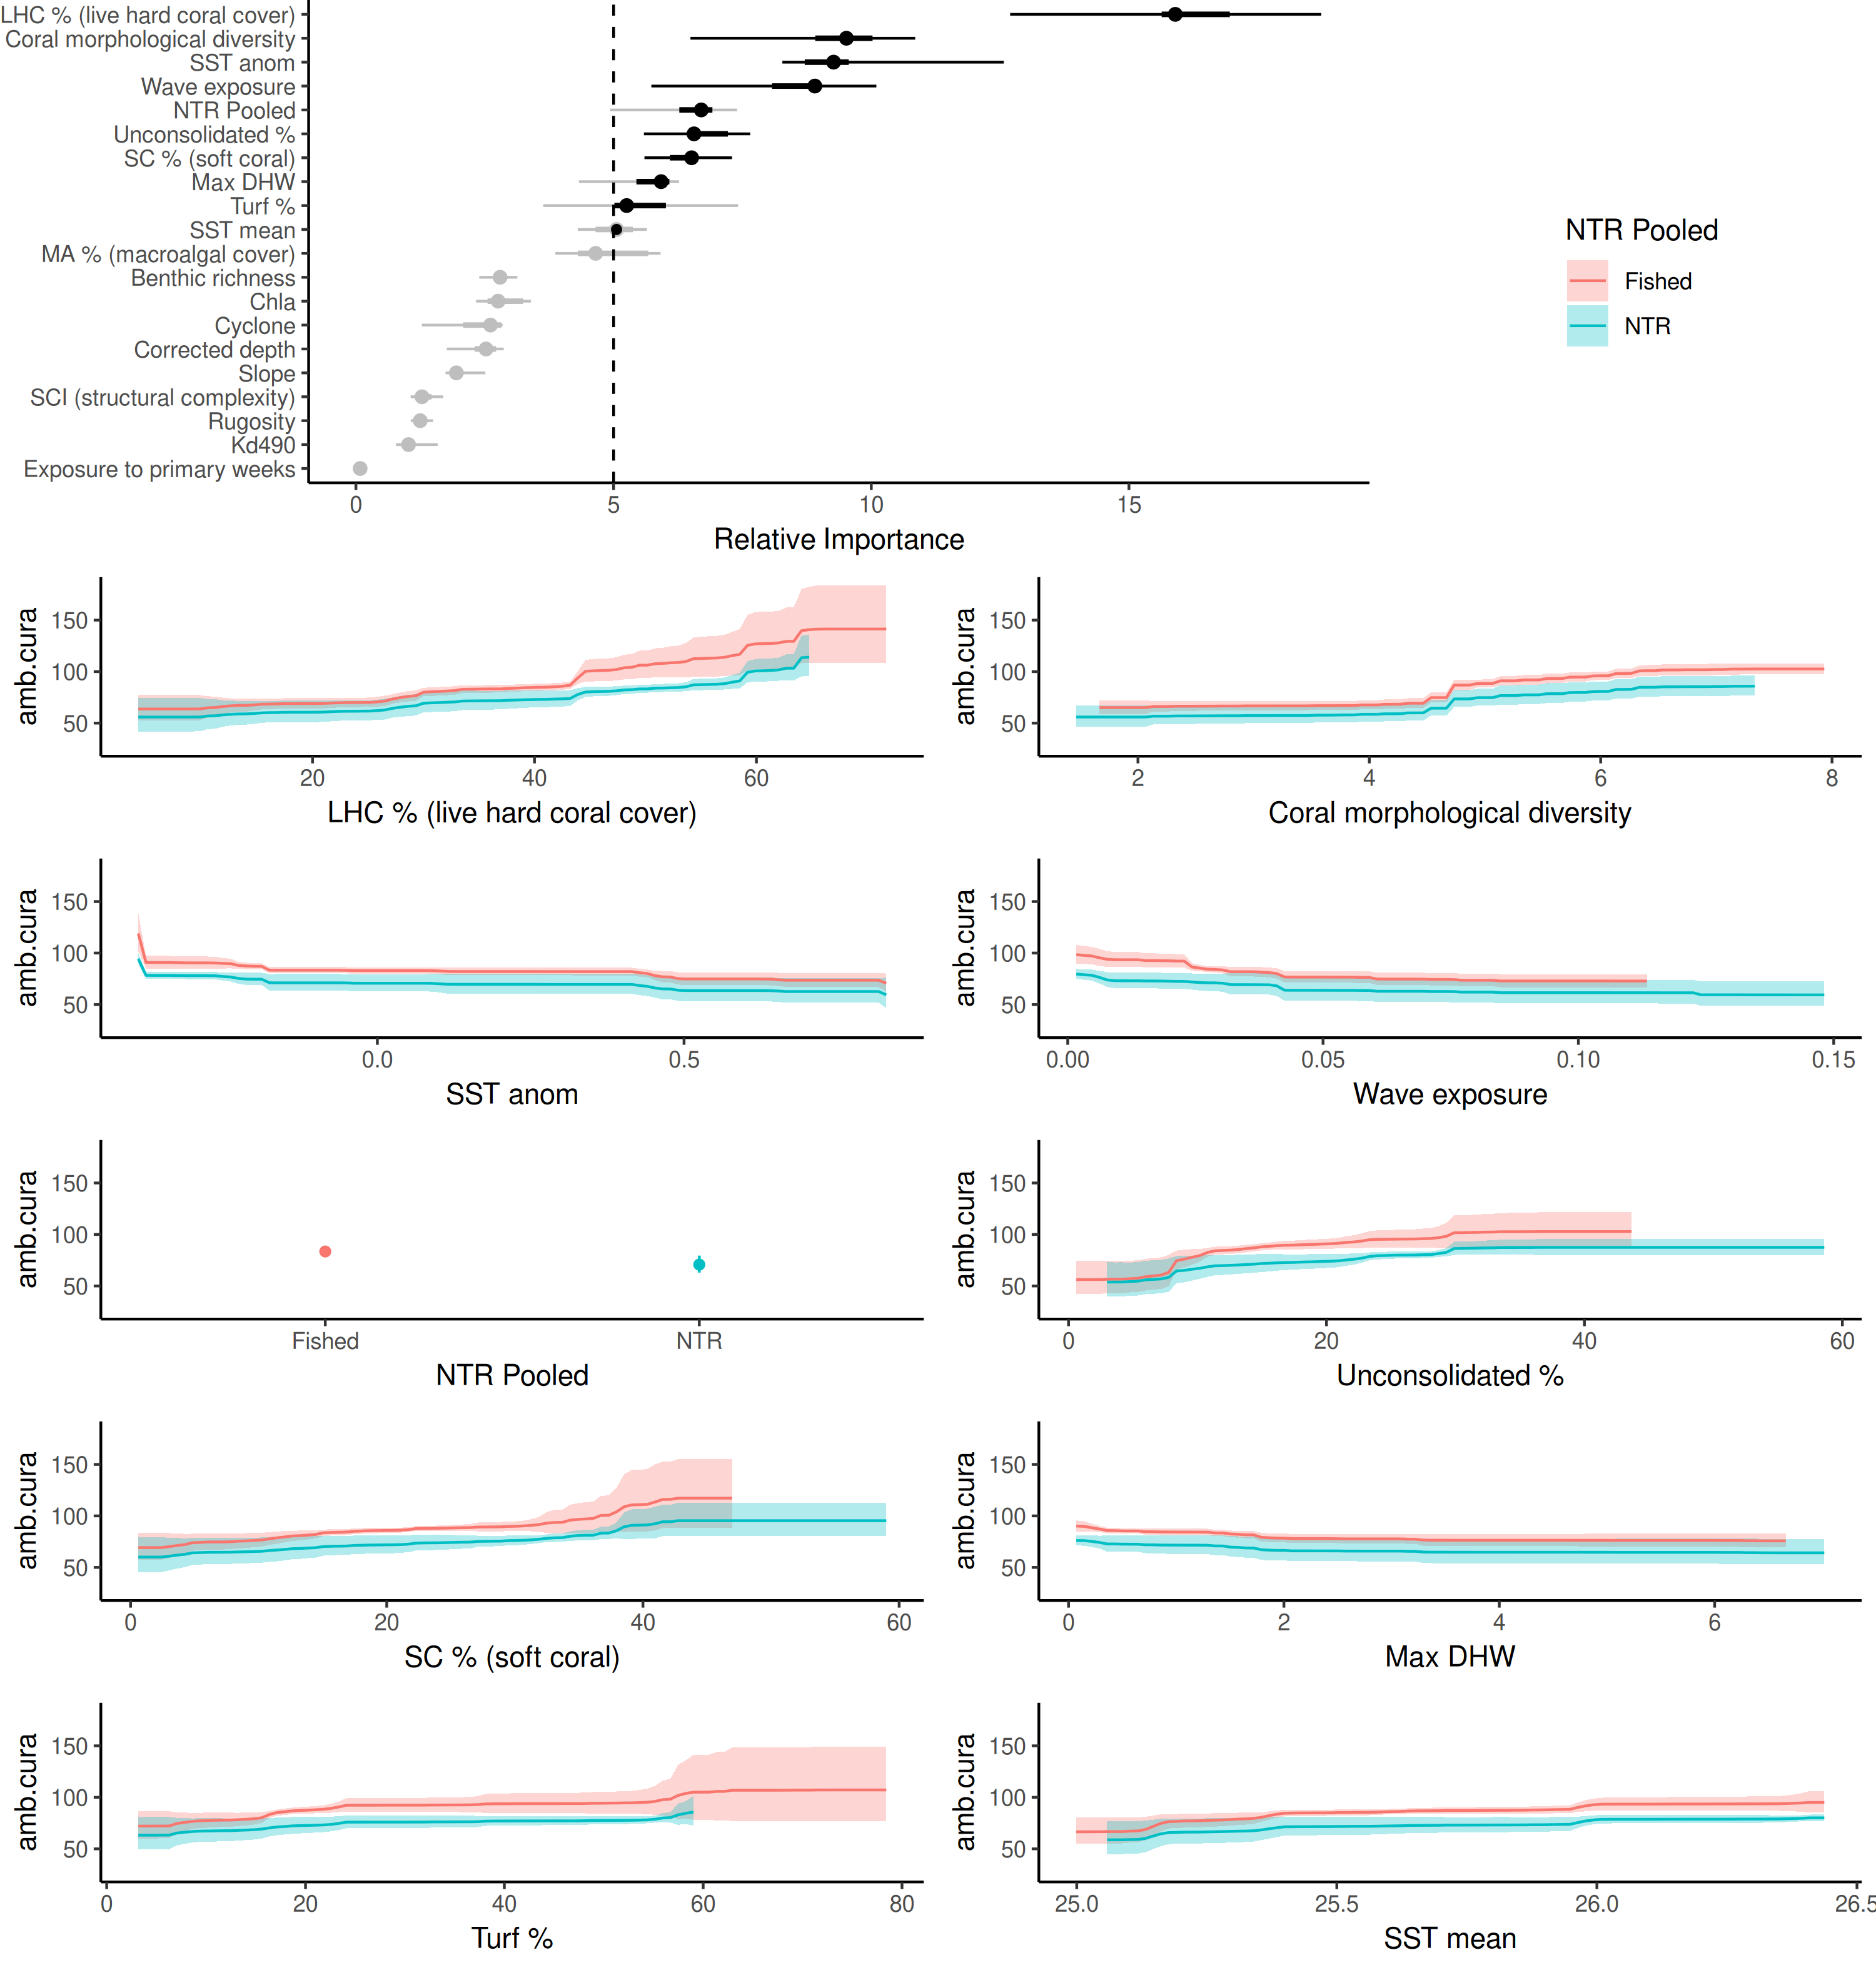 LHC % (live hard coral cover)
Coral morphological diversity
SST anom
Wave exposure
NTR Pooled
Unconsolidated %
SC % (soft coral)
Max DHW
Turf %
SST mean
MA % (macroalgal cover)
Benthic richness
Chla
Cyclone
Corrected depth
Slope
SCI (structural complexity)
Rugosity
Kd490
Exposure to primary weeks
0 5 10 15
Relative Importance
NTR Pooled
Fished
NTR
amb.cura
150
100
50
20 40 60
LHC % (live hard coral cover)
amb.cura
150
100
50
2 4 6 8
Coral morphological diversity
amb.cura
150
100
50
0.0 0.5
SST anom
amb.cura
150
100
50
0.00 0.05 0.10 0.15
Wave exposure
amb.cura
150
100
50
Fished NTR
NTR Pooled
amb.cura
150
100
50
0 20 40 60
Unconsolidated %
amb.cura
150
100
50
0 20 40 60
SC % (soft coral)
amb.cura
150
100
50
0 2 4 6
Max DHW
amb.cura
150
100
50
0 20 40 60 80
Turf %
amb.cura
150
100
50
25.0 25.5 26.0 26.5
SST mean